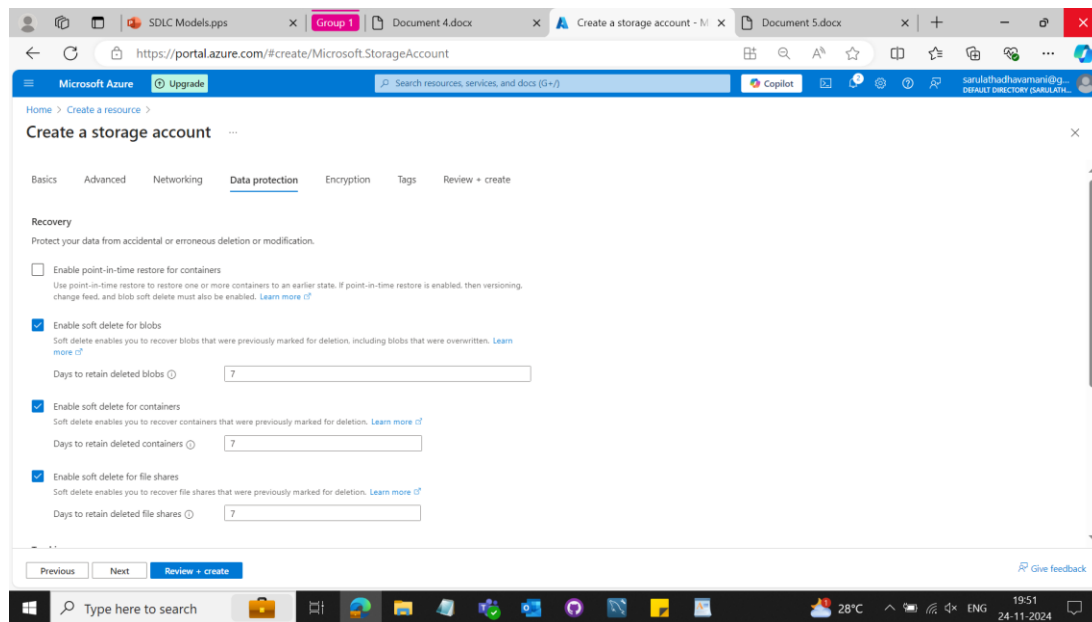 SDLC Models.pps
Group 1
Document 4.docx
Create a storage account - M
Document 5.docx
https://portal.azure.com/#create/Microsoft.StorageAccount
Microsoft Azure
Upgrade
Search resources, services, and docs (G+/)
Copilot
sarulathadhavamani@g...
DEFAULT DIRECTORY (SARULATH...
Home > Create a resource >
Create a storage account ...
Basics Advanced Networking Data protection Encryption Tags Review + create
Recovery
Protect your data from accidental or erroneous deletion or modification.
Enable point-in-time restore for containers
Use point-in-time restore to restore one or more containers to an earlier state. If point-in-time restore is enabled, then versioning,
change feed, and blob soft delete must also be enabled. Learn more
Enable soft delete for blobs
Soft delete enables you to recover blobs that were previously marked for deletion, including blobs that were overwritten. Learn
more
Days to retain deleted blobs 7
Enable soft delete for containers
Soft delete enables you to recover containers that were previously marked for deletion. Learn more
Days to retain deleted containers 7
Enable soft delete for file shares
Soft delete enables you to recover file shares that were previously marked for deletion. Learn more
Days to retain deleted file shares 7
Previous Next Review + create
Give feedback
Type here to search
28°C
ENG
19:51
24-11-2024